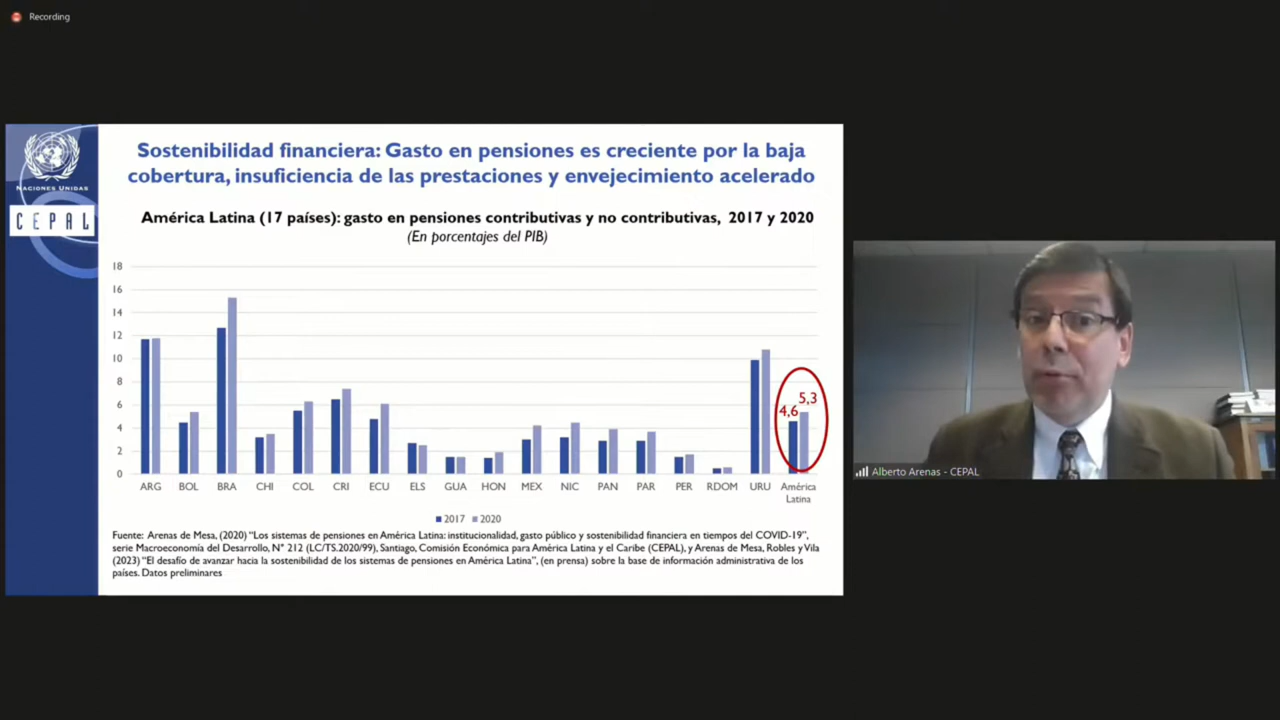 Recording
NACIONES UNIDAS
CEPAL
Sostenibilidad financiera: Gasto en pensiones es creciente por la baja
cobertura, insuficiencia de las prestaciones y envejecimiento acelerado
América Latina (17 países): gasto en pensiones contributivas y no contributivas, 2017 y 2020
(En porcentajes del PIB)
18
16
14
12
10
8
6
4
2
0
4,6
5,3
ARG BOL BRA CHI COL CRI ECU ELS GUA HON MEX NIC PAN PAR PER RDOM URU América
Latina
2017 2020
Fuente: Arenas de Mesa, (2020) "Los sistemas de pensiones en América Latina: institucionalidad, gasto público y sostenibilidad financiera en tiempos del COVID-19",
serie Macroeconomía del Desarrollo, N° 212 (LC/TS.2020/99), Santiago, Comisión Económica para América Latina y el Caribe (CEPAL), y Arenas de Mesa, Robles y Vila
(2023) "El desafío de avanzar hacia la sostenibilidad de los sistemas de pensiones en América Latina", (en prensa) sobre la base de información administrativa de los
países. Datos preliminares
Alberto Arenas - CEPAL